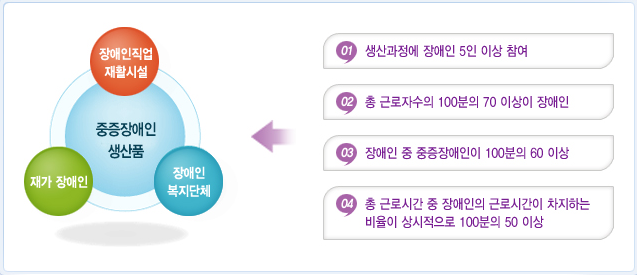 장애인직업
재활시설
중증장애인
생산품
재가 장애인
장애인
복지단체
01 생산과정에 장애인 5인 이상 참여
02 총 근로자수의 100분의 70 이상이 장애인
03 장애인 중 중증장애인이 100분의 60 이상
04 총 근로시간 중 장애인의 근로시간이 차지하는
비율이 상시적으로 100분의 50 이상